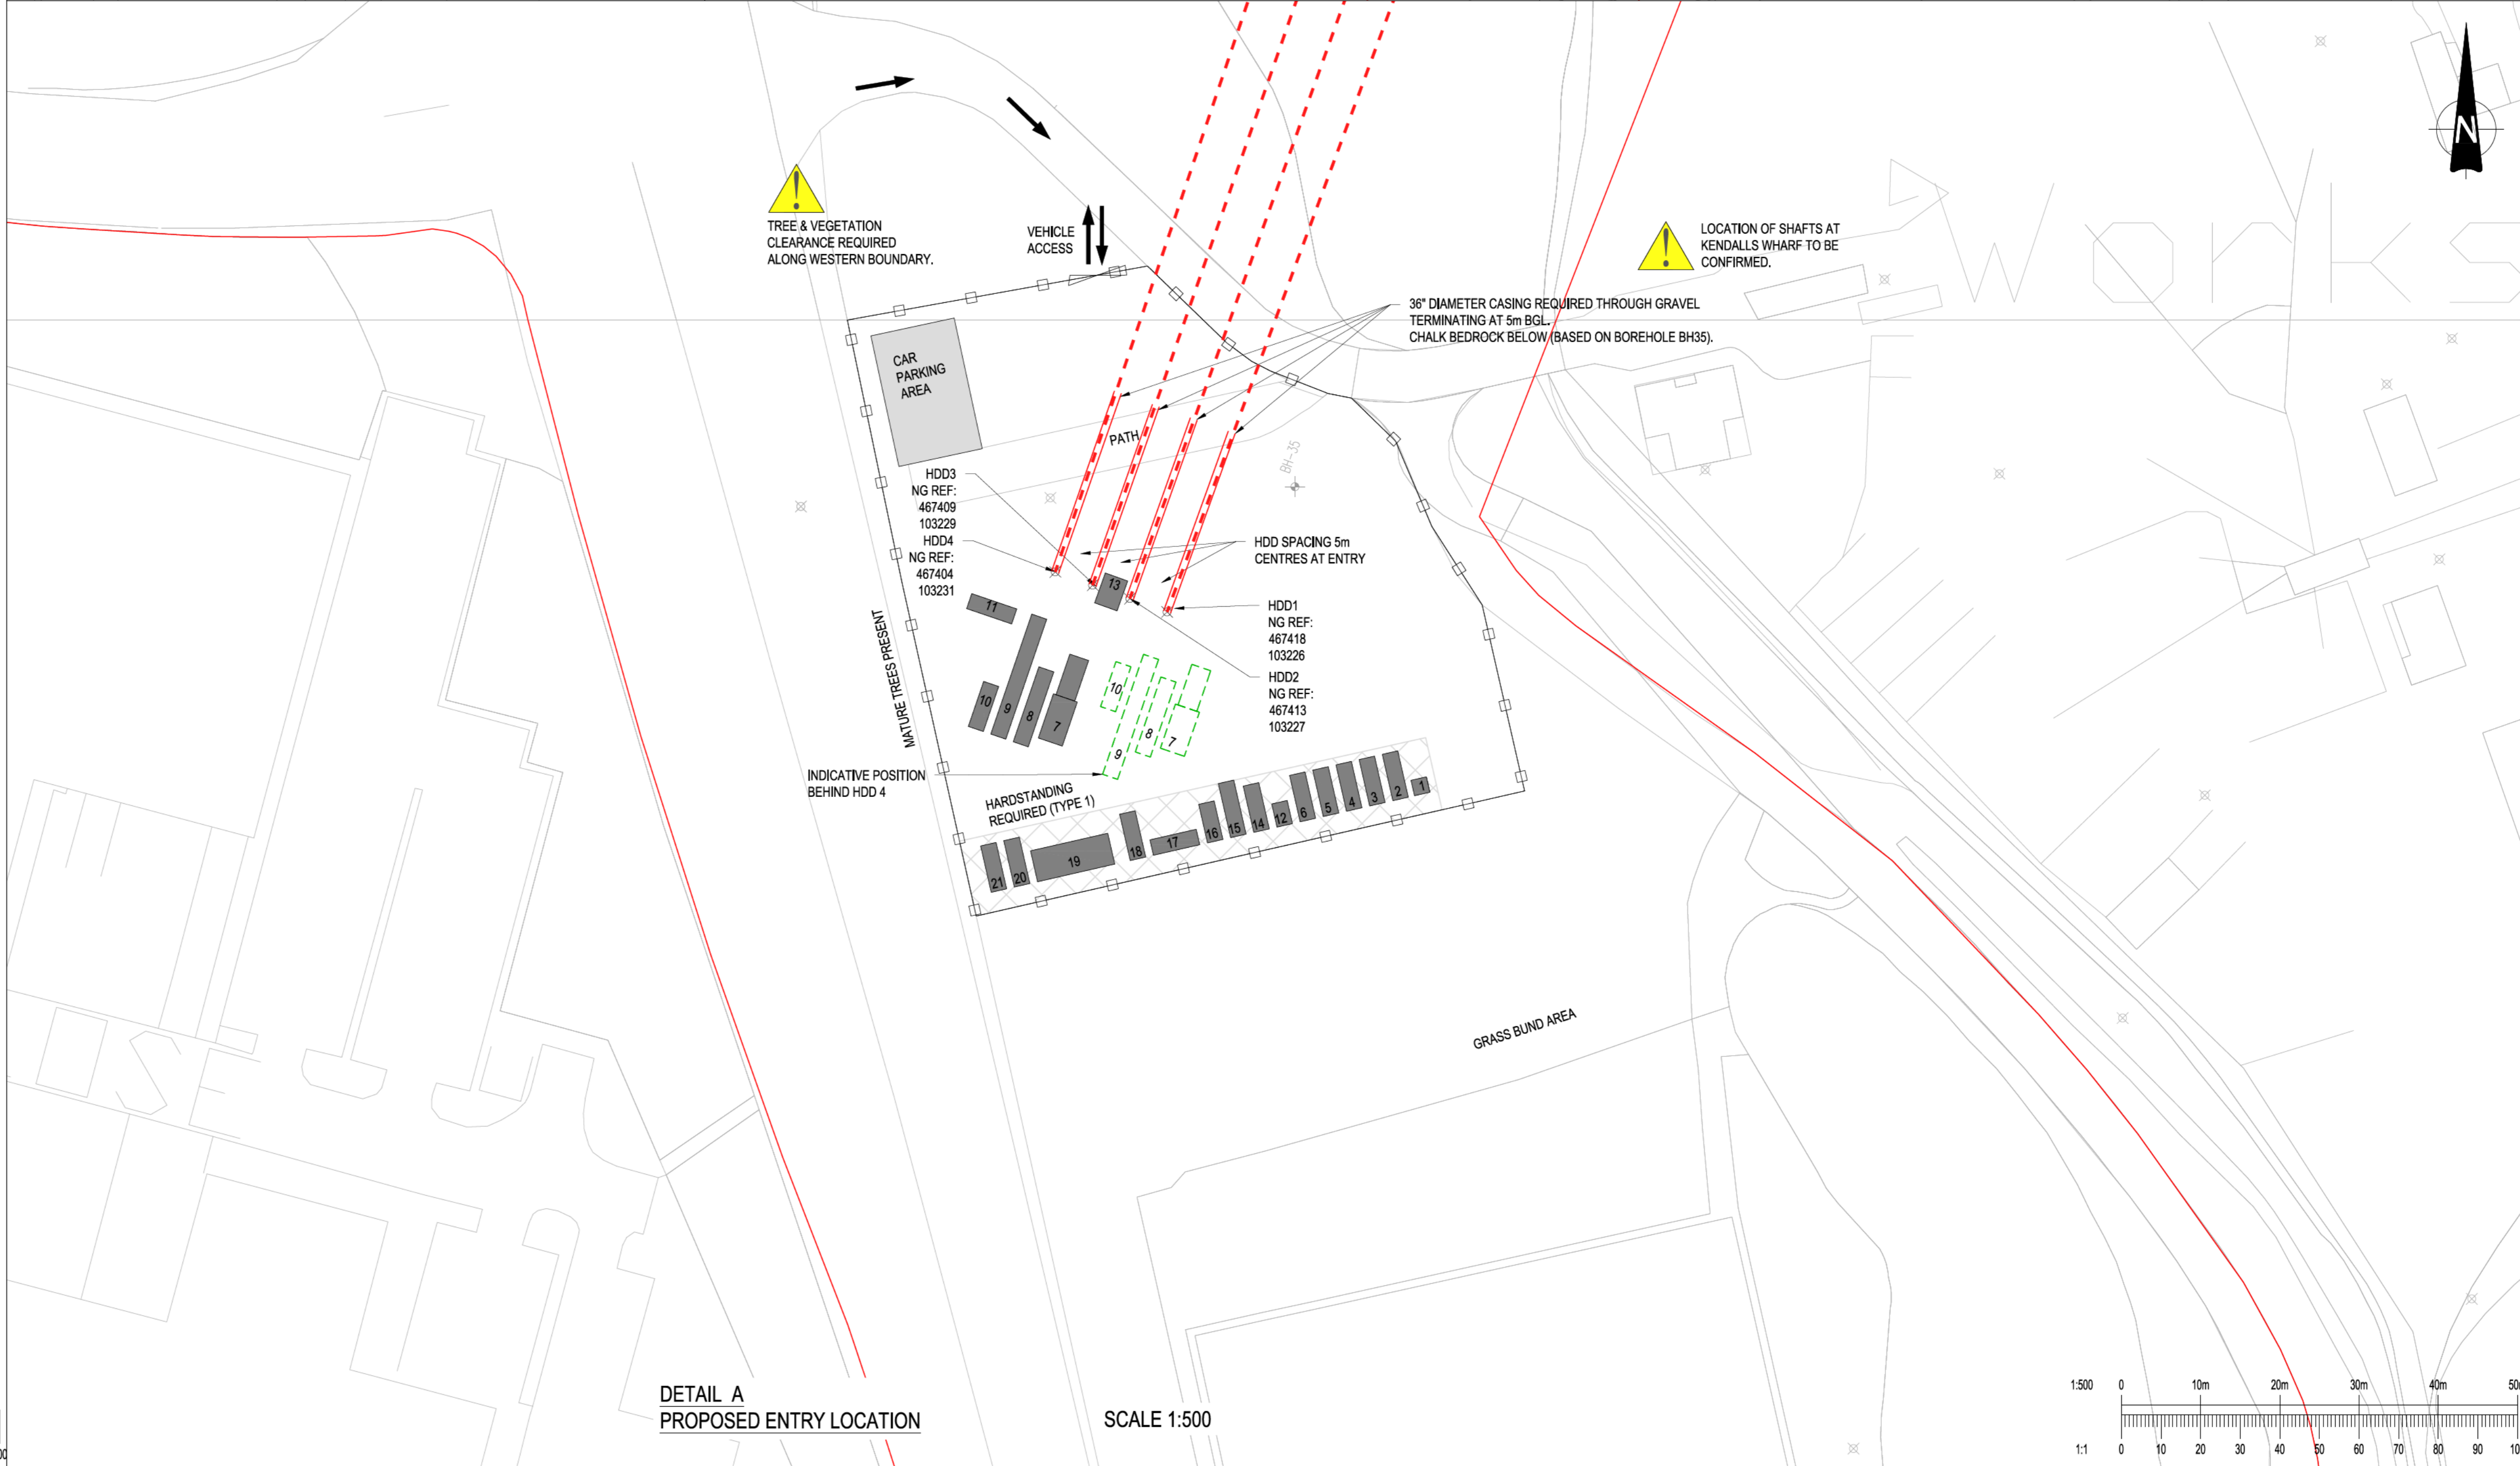 N
TREE & VEGETATION
CLEARANCE REQUIRED
ALONG WESTERN BOUNDARY.
VEHICLE
ACCESS
LOCATION OF SHAFTS AT
KENDALLS WHARF TO BE
CONFIRMED.
WORKS
36" DIAMETER CASING REQUIRED THROUGH GRAVEL
TERMINATING AT 5m BGL.
CHALK BEDROCK BELOW (BASED ON BOREHOLE BH35).
CAR
PARKING
AREA
PATH
BH-35
HDD3
NG REF:
467409
103229
HDD4
NG REF:
467404
103231
HDD SPACING 5m
CENTRES AT ENTRY
HDD1
NG REF:
467418
103226
HDD2
NG REF:
467413
103227
13
11
10
9
8
7
10
9
8
7
MATURE TREES PRESENT
INDICATIVE POSITION
BEHIND HDD 4
HARDSTANDING
REQUIRED (TYPE 1)
21
20
19
18
17
16
15
14
12
6
5
4
3
2
1
GRASS BUND AREA
DETAIL A
PROPOSED ENTRY LOCATION
SCALE 1:500
1:500 0 10m 20m 30m 40m
1:1 0 10 20 30 40 50 60 70 80 90